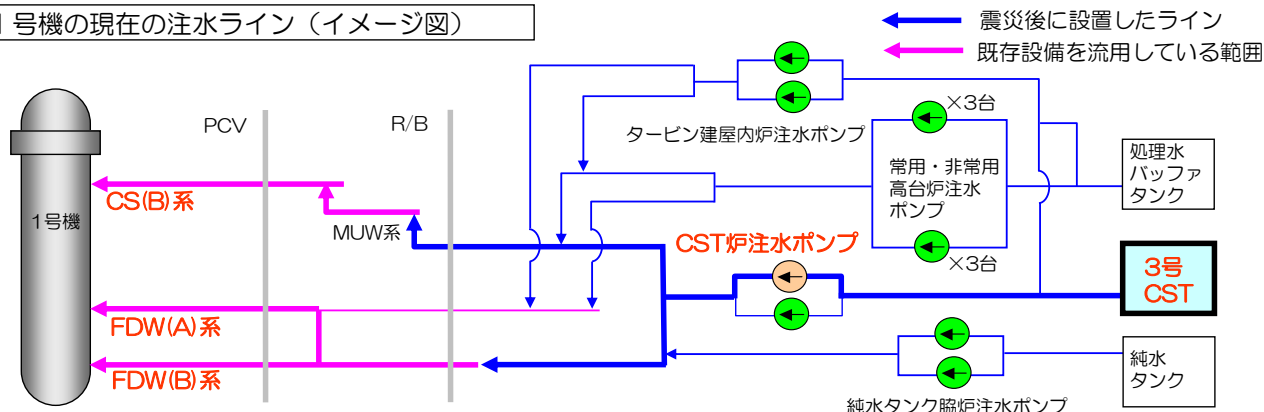 号機の現在の注水ライン（イメージ図）
震災後に設置したライン
既存設備を流用している範囲
PCV
R/B
×3台
タービン建屋内炉注水ポンプ
処理水
バッファ
タンク
常用・非常用
高台炉注水
ポンプ
CS(B)系
1号機
MUW系
CST炉注水ポンプ
×3台
3号
CST
FDW(A)系
FDW(B)系
純水
タンク
純水タンク脇炉注水ポンプ